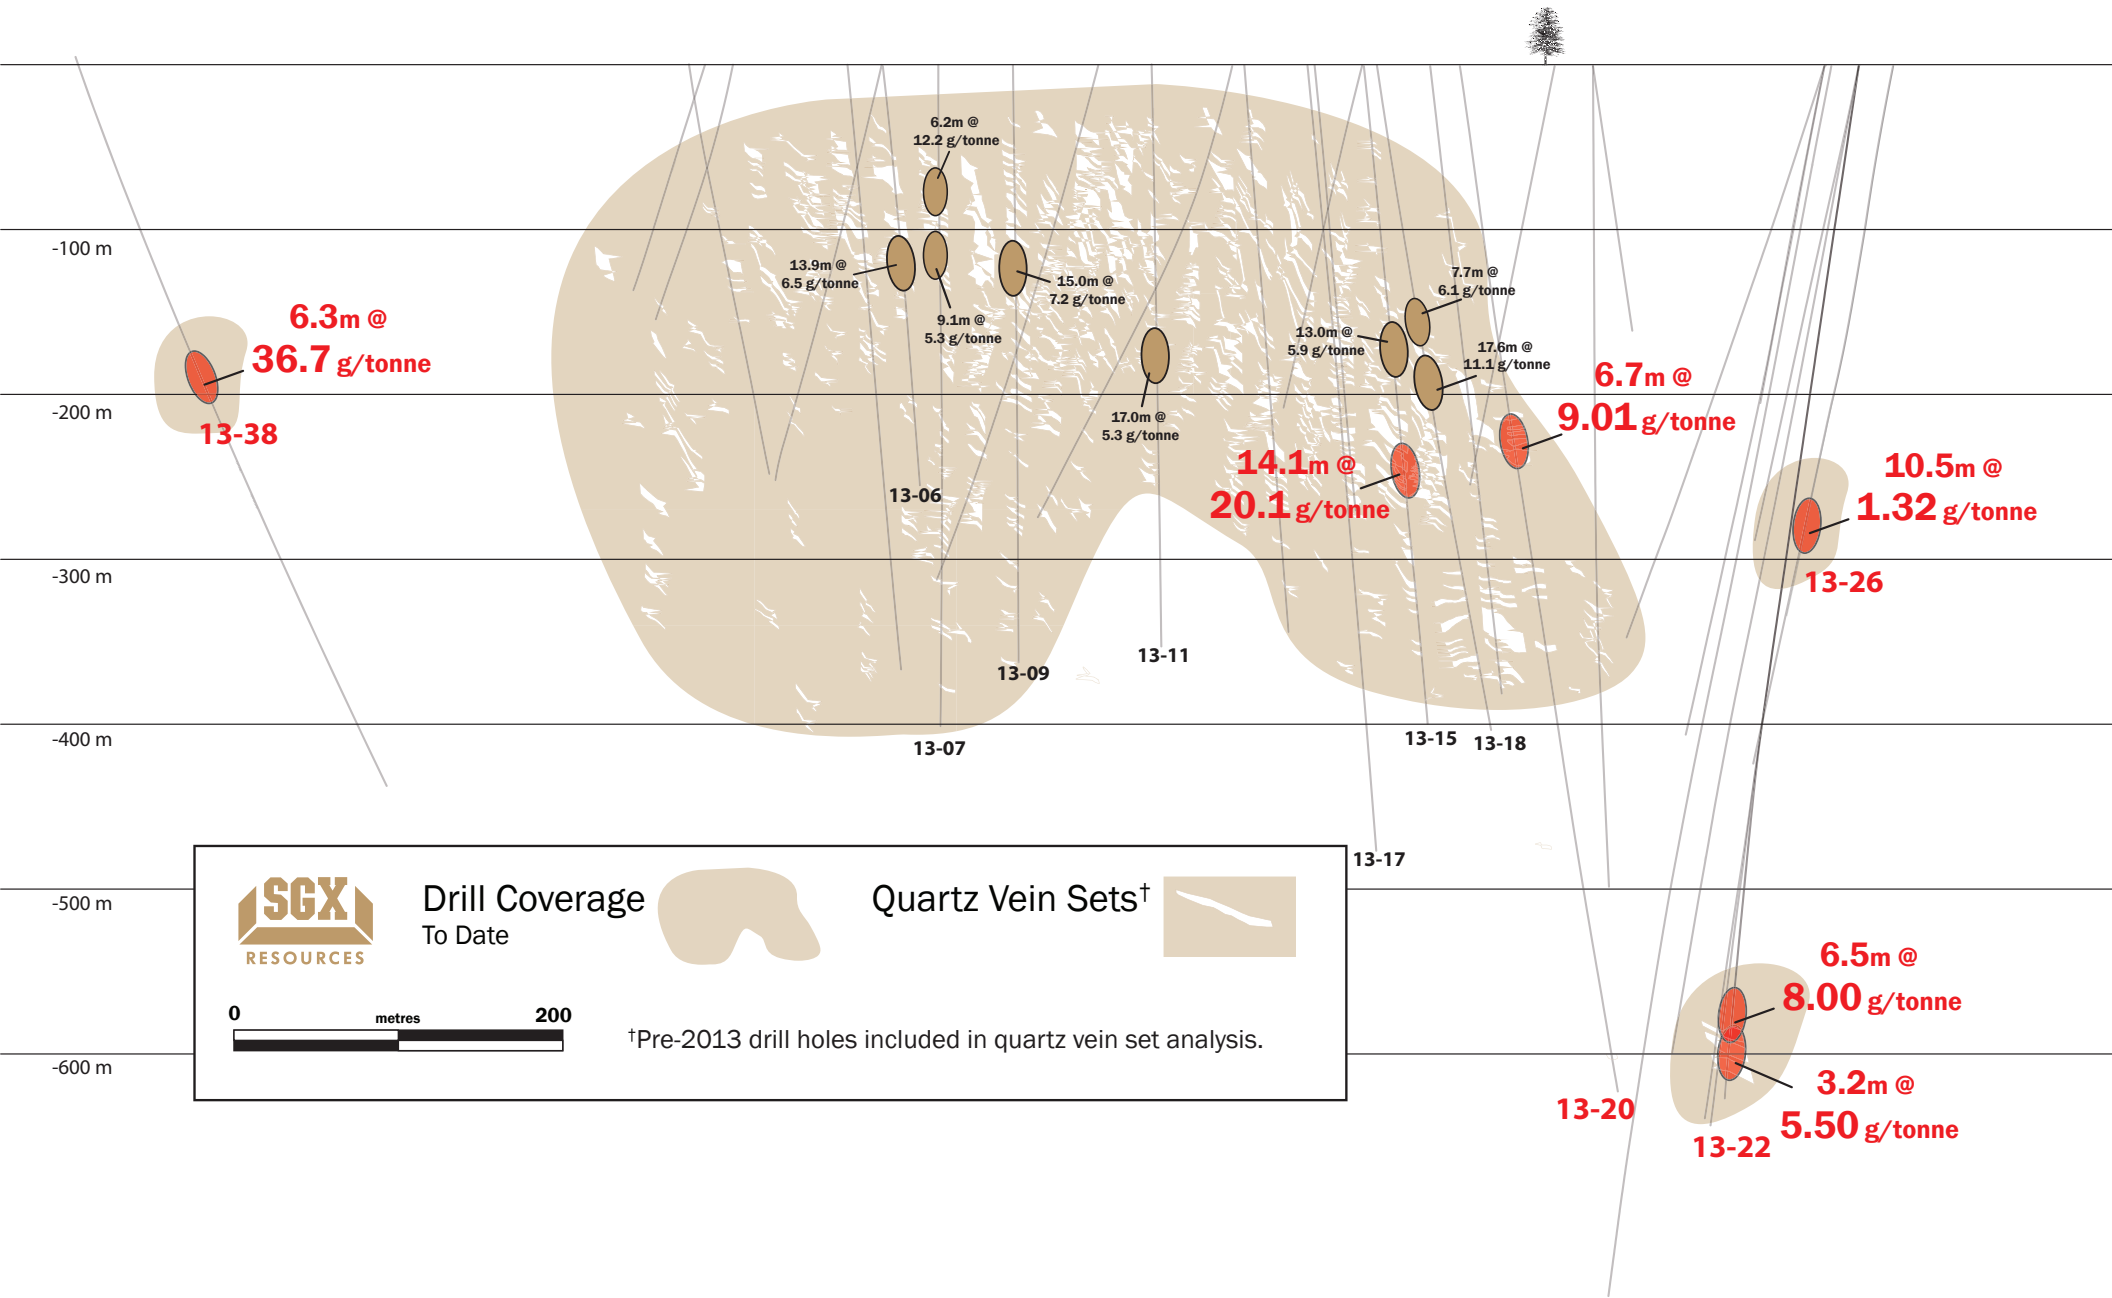 6.2m @
12.2 g/tonne
-100 m
13.9m @
6.5 g/tonne
15.0m @
7.2 g/tonne
7.7m @
6.1 g/tonne
9.1m @
5.3 g/tonne
13.0m @
5.9 g/tonne
17.6m @
11.1 g/tonne
6.3m @
36.7 g/tonne
13-38
6.7m @
9.01 g/tonne
-200 m
17.0m @
5.3 g/tonne
14.1m @
20.1 g/tonne
10.5m @
1.32 g/tonne
13-26
13-06
-300 m
13-11
13-09
-400 m
13-07
13-15
13-18
13-17
-500 m
SGX
RESOURCES
Drill Coverage
To Date
Quartz Vein Sets†
0 metres 200
†Pre-2013 drill holes included in quartz vein set analysis.
6.5m @
8.00 g/tonne
-600 m
3.2m @
5.50 g/tonne
13-20
13-22